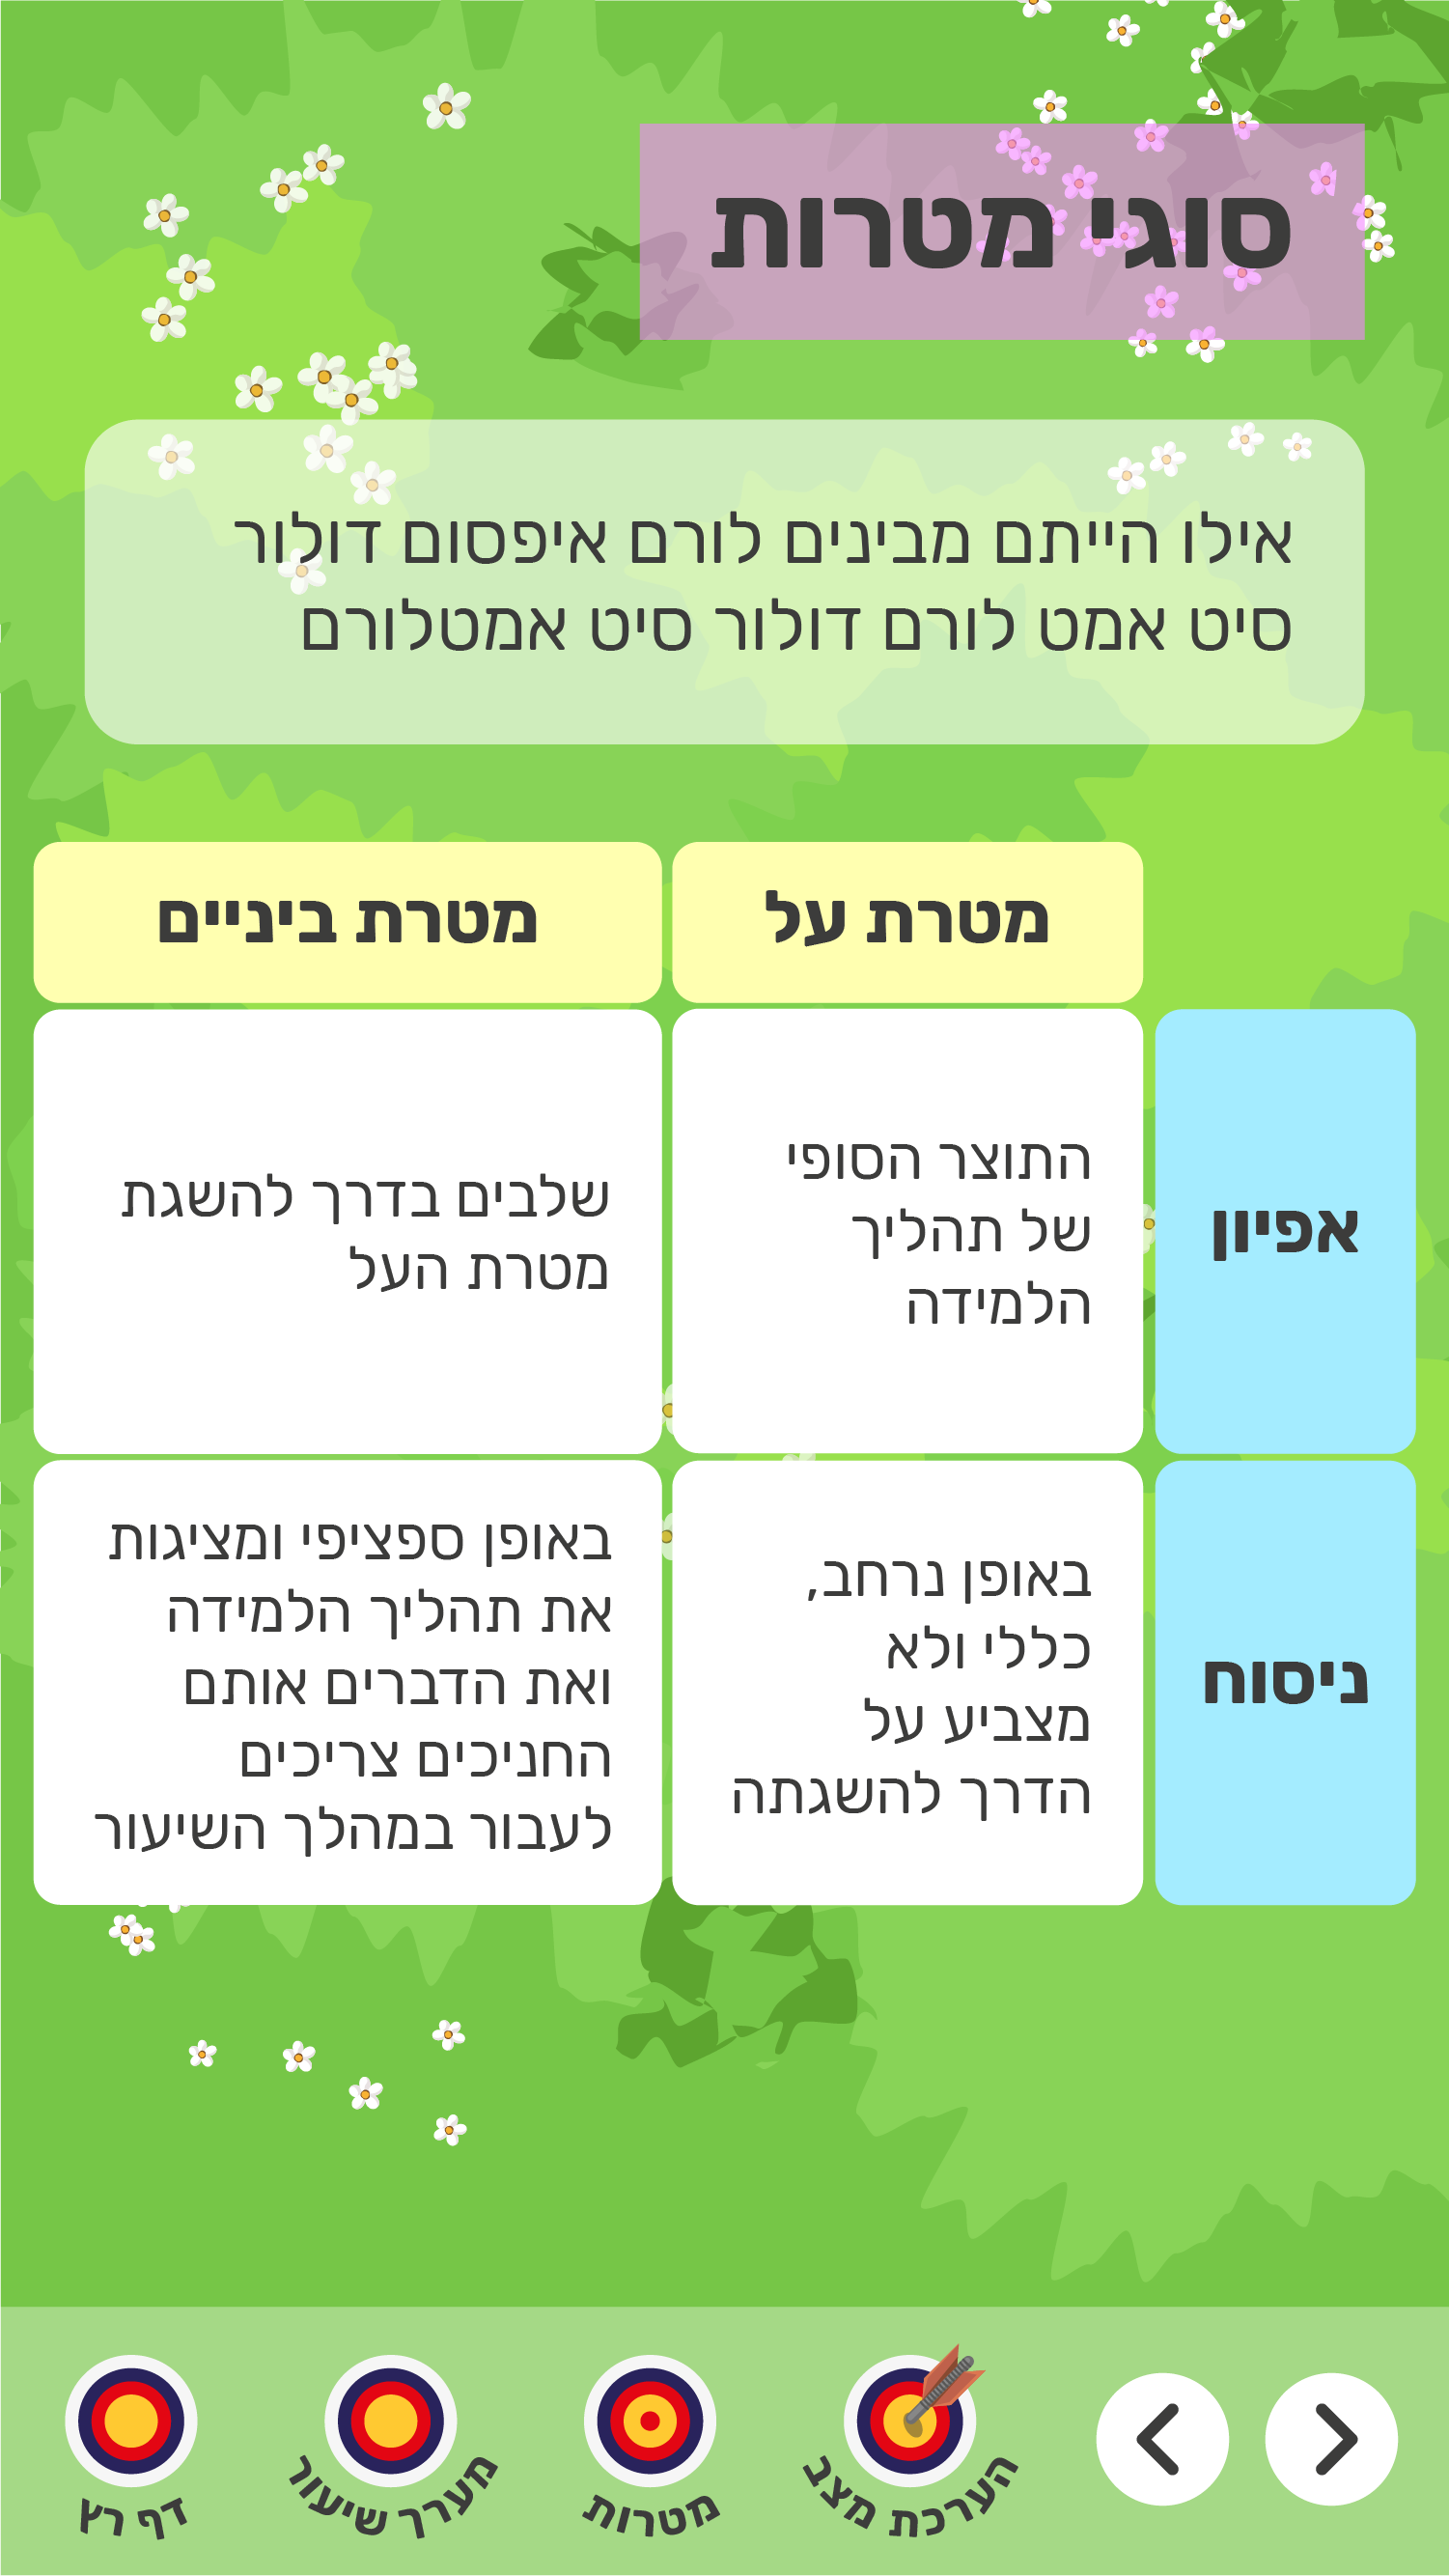 סוגי מטרות
אילו הייתם מבינים לורם איפסום דולור
סיט אמט לורם דולור סיט אמטלורם
מטרת על
מטרת ביניים
אפיון
התוצר הסופי
של תהליך
הלמידה
שלבים בדרך להשגת
מטרת העל
ניסוח
באופן נרחב,
כללי ולא
מצביע על
הדרך להשגתה
באופן ספציפי ומציגות
את תהליך הלמידה
ואת הדברים אותם
החניכים צריכים
לעבור במהלך השיעור
הערכת מצב
מטרות
מערך שיעור
דף רץ